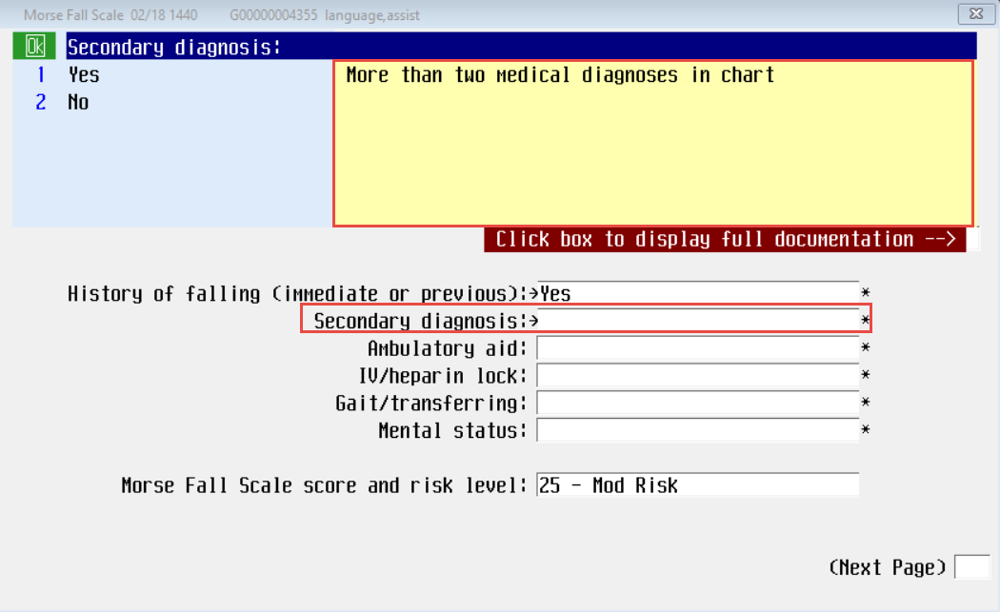 Morse Fall Scale 02/18 1440 G00000004355 language,assist
Ok Secondary diagnosis:
1 Yes More than two medical diagnoses in chart
2 No
Click box to display full documentation -->
History of falling (immediate or previous):→Yes *
Secondary diagnosis:→ *
Ambulatory aid: *
IV/heparin lock: *
Gait/transferring: *
Mental status: *
Morse Fall Scale score and risk level: 25 - Mod Risk
(Next Page)